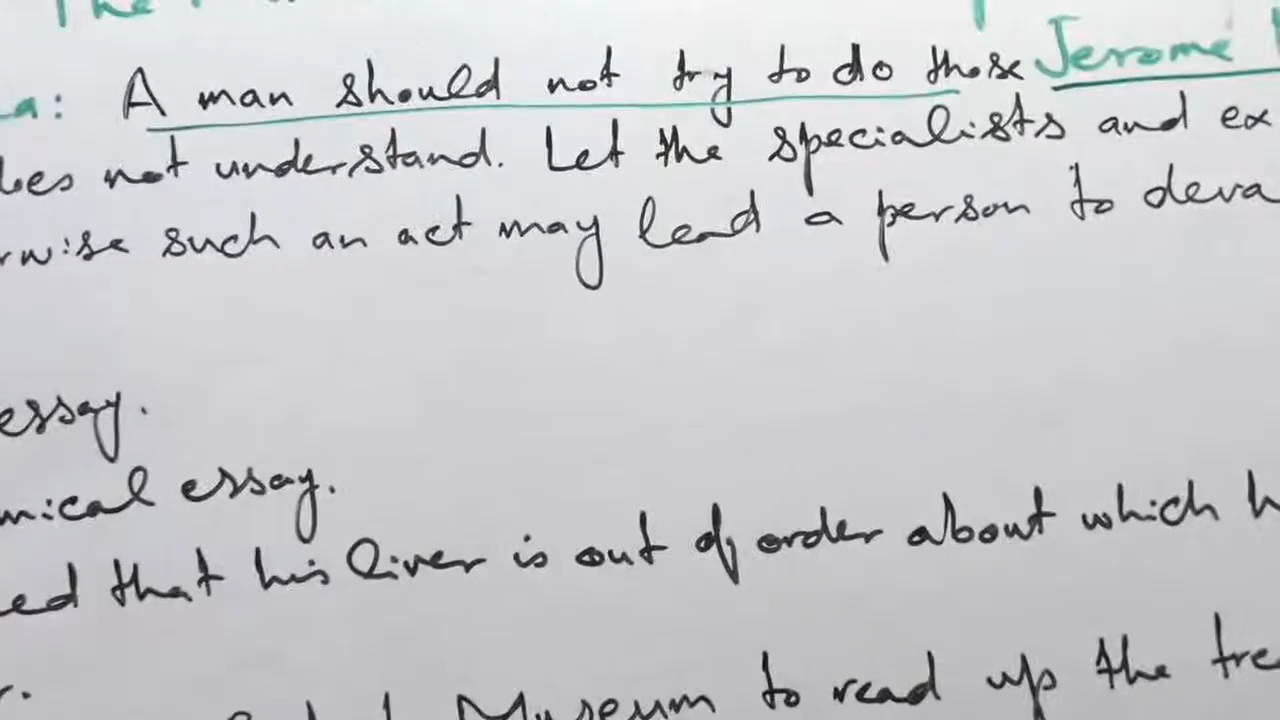 The
a: A man should not try to do those Jerome
does not understand. Let the specialists and ex
rwise such an act may lead a person to deva
essay.
mical essay.
ed that his liver is out of order about which h
r.
Museum to read up the tre